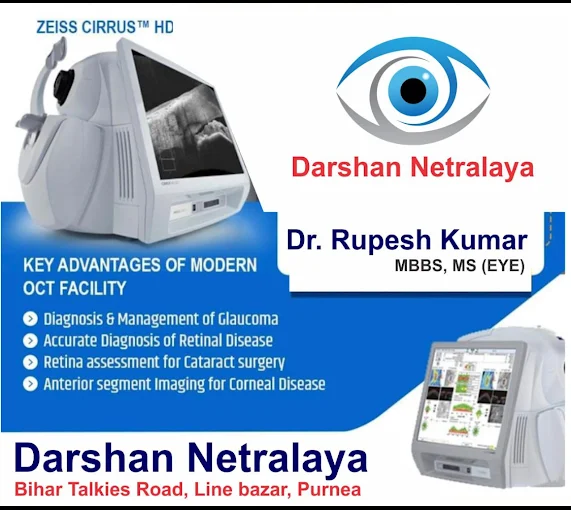 ZEISS CIRRUS™ HD
Darshan Netralaya
Dr. Rupesh Kumar
MBBS, MS (EYE)
KEY ADVANTAGES OF MODERN
OCT FACILITY
Diagnosis & Management of Glaucoma
Accurate Diagnosis of Retinal Disease
Retina assessment for Cataract surgery
Anterior segment Imaging for Corneal Disease
Darshan Netralaya
Bihar Talkies Road, Line bazar, Purnea